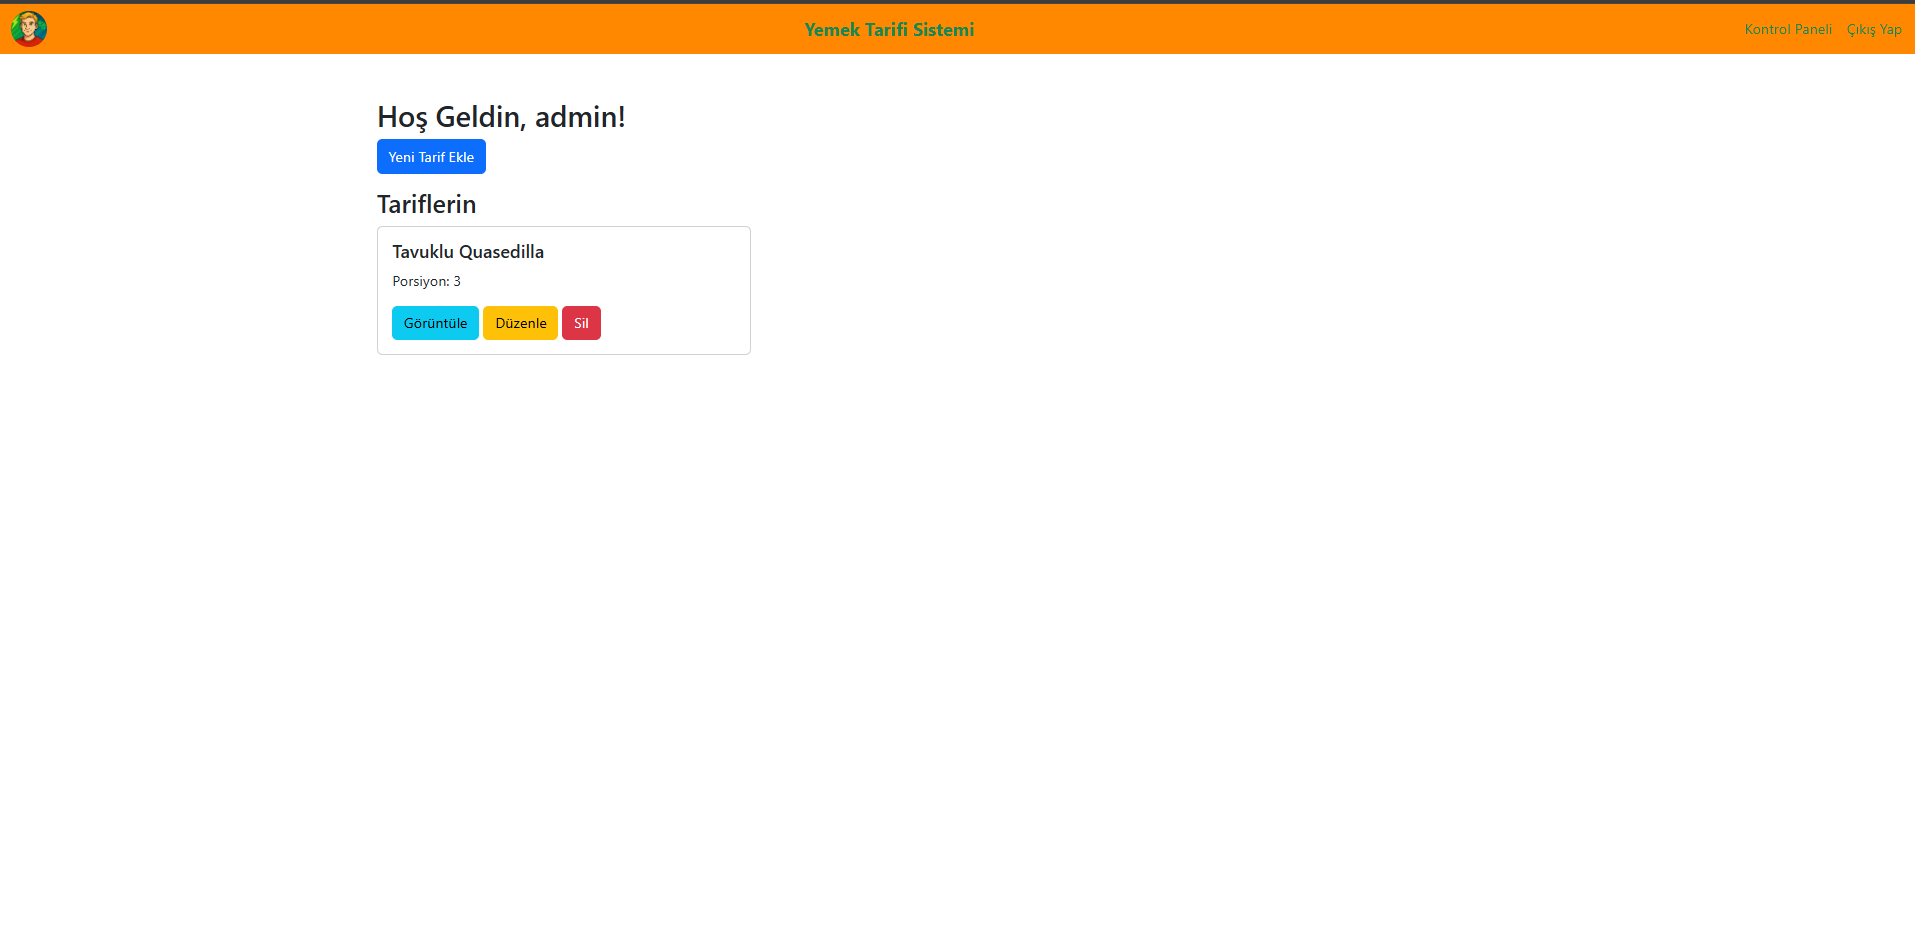 Yemek Tarifi Sistemi
Kontrol Paneli Çıkış Yap
Hoş Geldin, admin!
Yeni Tarif Ekle
Tariflerin
Tavuklu Quasedilla
Porsiyon: 3
Görüntüle Düzenle Sil